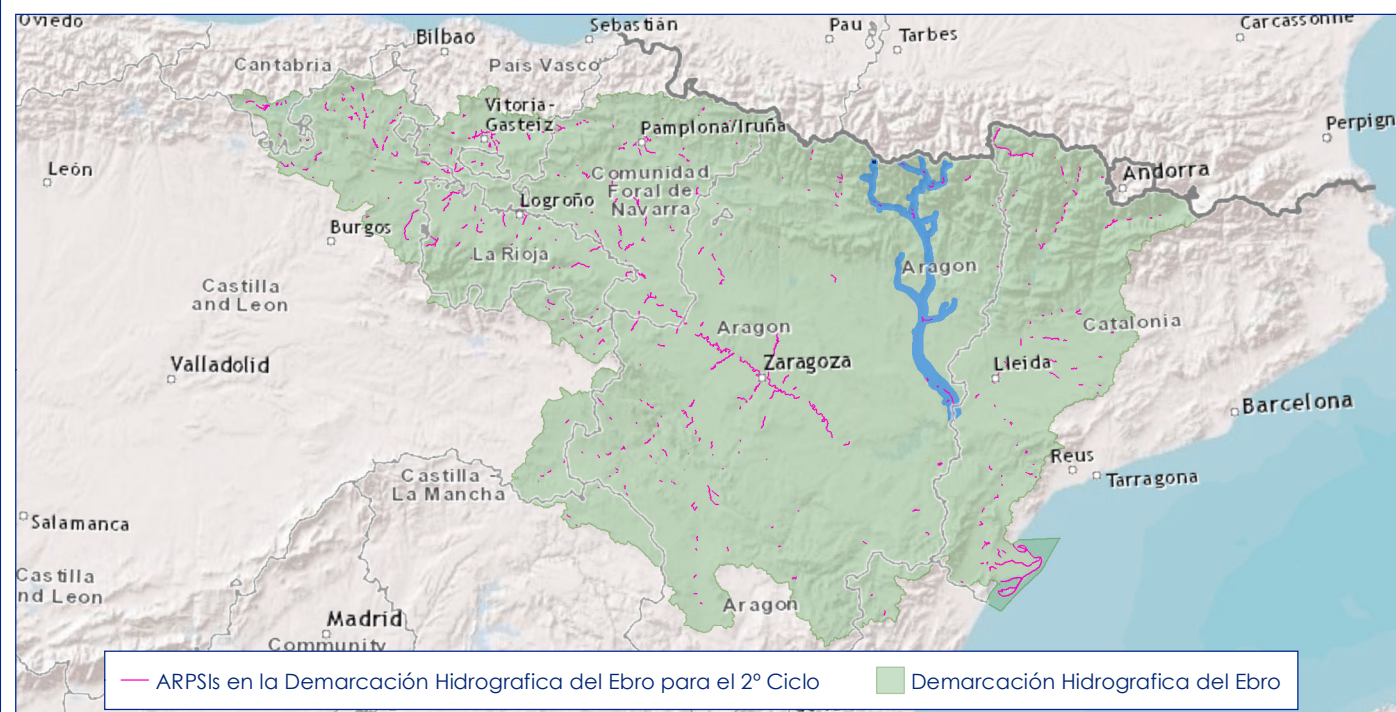 Oviedo
Sebastián
Pau
Carcassonne
Bilbao
Tarbes
Cantabria
País Vasco
Vitoria-
Gasteiz
Pamplona/Iruña
Perpign
León
Andorra
Comunidad
Foral de
Navarra
Logroño
Burgos
La Rioja
Aragon
Castilla
and Leon
Aragon
Catalonia
Valladolid
Zaragoza
Lleida
Barcelona
Reus
Castilla
La Mancha
Tarragona
Salamanca
Castilla
nd Leon
Aragon
Madrid
Community
ARPSIs en la Demarcación Hidrografica del Ebro para el 2º Ciclo
Demarcación Hidrografica del Ebro